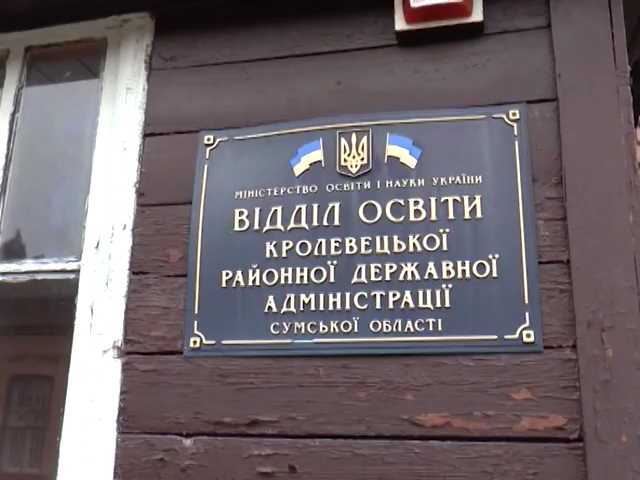 МІНІСТЕРСТВО ОСВІТИ І НАУКИ УКРАЇНИ
ВІДДІЛ ОСВІТИ
КРОЛЕВЕЦЬКОЇ
РАЙОННОЇ ДЕРЖАВНОЇ
АДМІНІСТРАЦІЇ
СУМСЬКОЇ ОБЛАСТІ